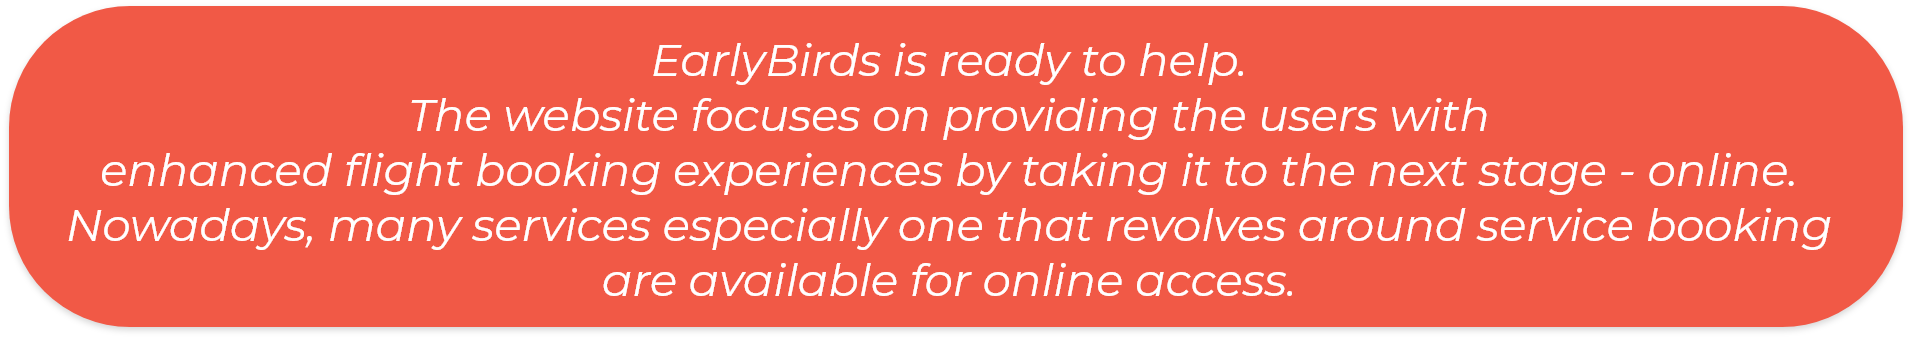 EarlyBirds is ready to help.
The website focuses on providing the users with
enhanced flight booking experiences by taking it to the next stage - online.
Nowadays, many services especially one that revolves around service booking
are available for online access.